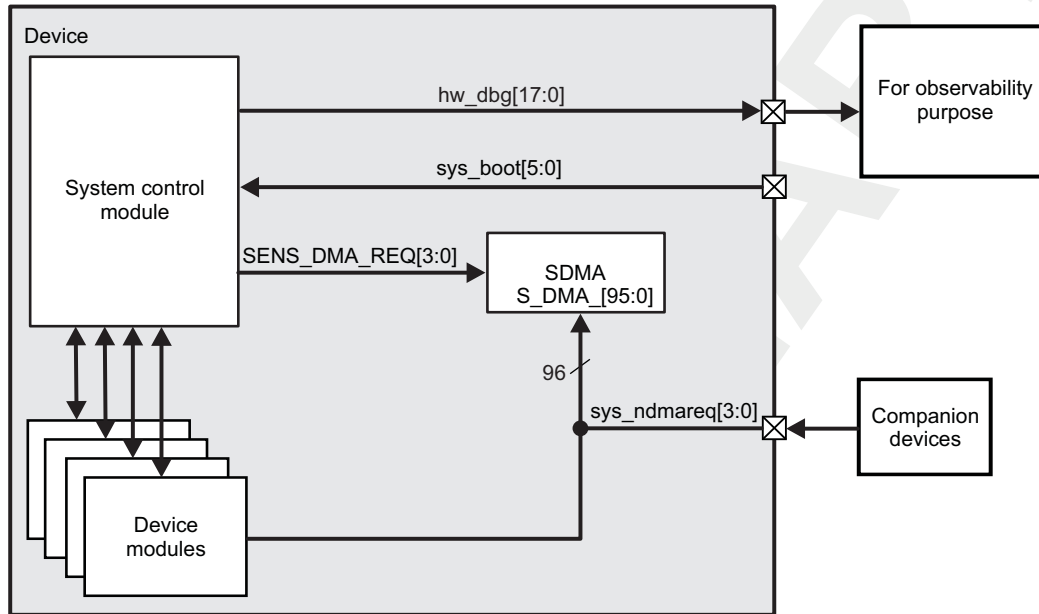 Device
System control
module
hw_dbg[17:0]
For observability
purpose
sys_boot[5:0]
SENS_DMA_REQ[3:0]
SDMA
S_DMA_[95:0]
96
sys_ndmareq[3:0]
Companion
devices
Device
modules